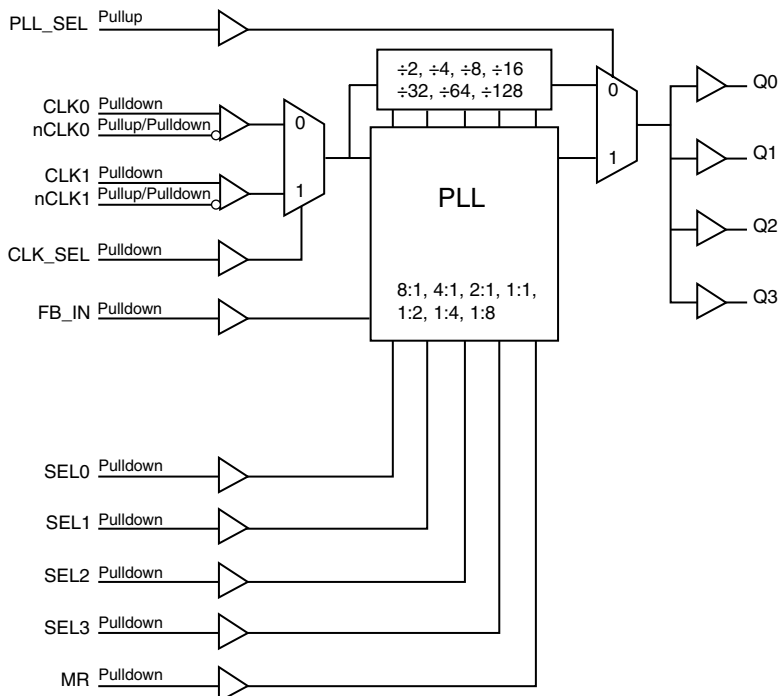 PLL_SEL Pullup
÷2, ÷4, ÷8, ÷16
÷32, ÷64, ÷128
0
1
Q0
Q1
Q2
Q3
CLK0 Pulldown
nCLK0 Pullup/Pulldown
0
CLK1 Pulldown
nCLK1 Pullup/Pulldown
1
PLL
CLK_SEL Pulldown
8:1, 4:1, 2:1, 1:1,
1:2, 1:4, 1:8
FB_IN Pulldown
SEL0 Pulldown
SEL1 Pulldown
SEL2 Pulldown
SEL3 Pulldown
MR Pulldown